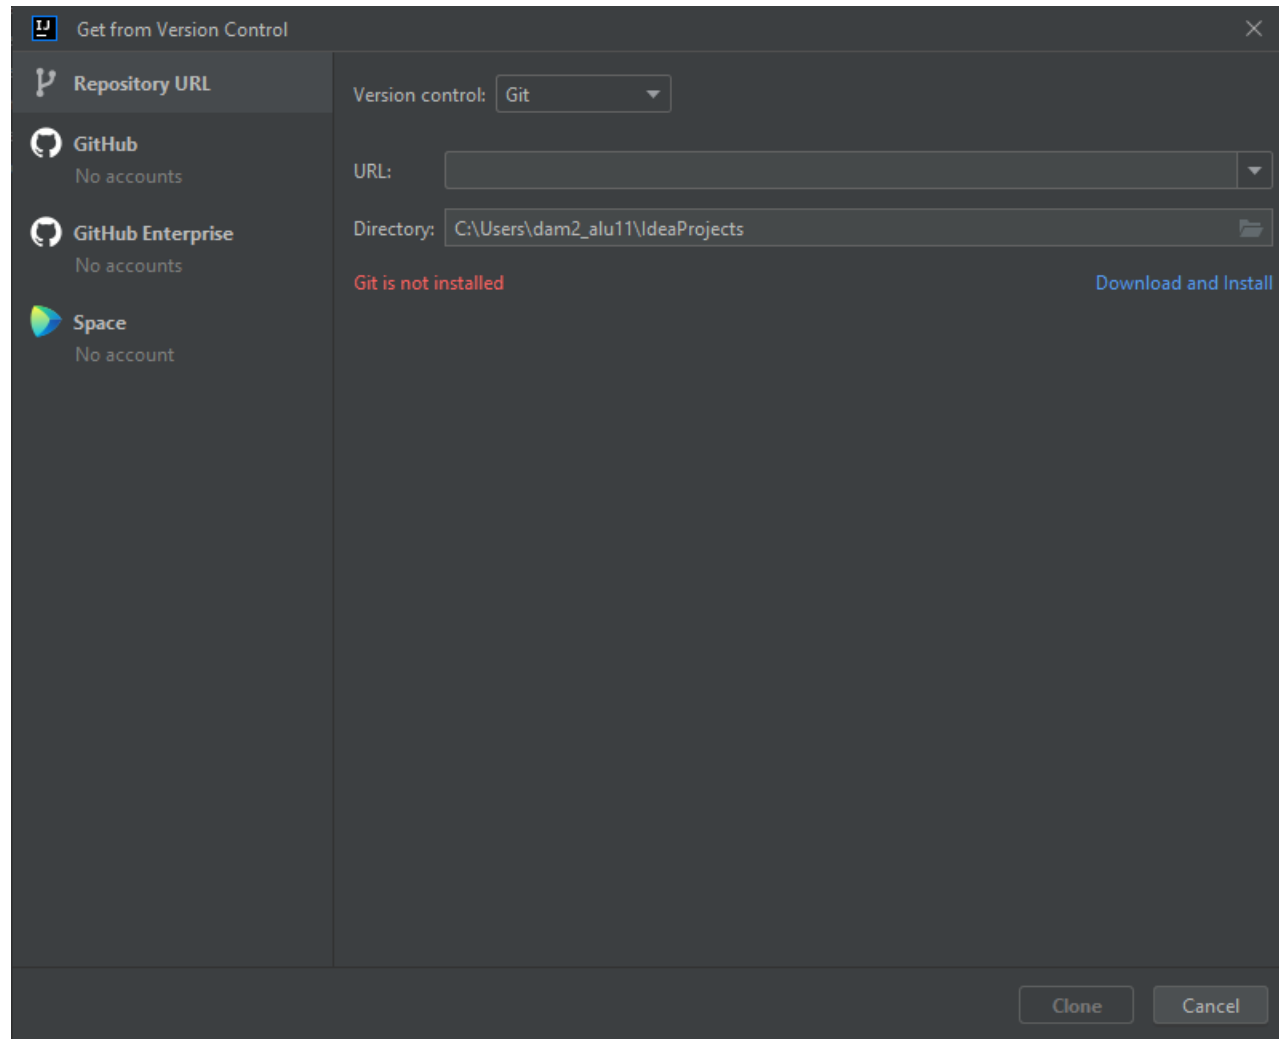 IJ
Get from Version Control
Repository URL
GitHub
No accounts
GitHub Enterprise
No accounts
Space
No account
Version control: Git
URL:
Directory: C:\Users\dam2_alu11\IdeaProjects
Git is not installed Download and Install
Clone Cancel